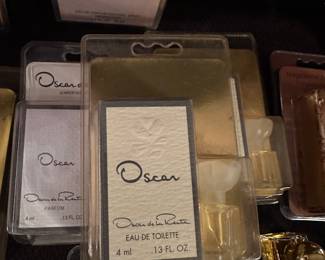 Oscar
Oscar de la Renta
PARFUM
4 ml .13 FL. OZ.
Oscar
Oscar de la Renta
EAU DE TOILETTE
4 ml .13 FL. OZ.